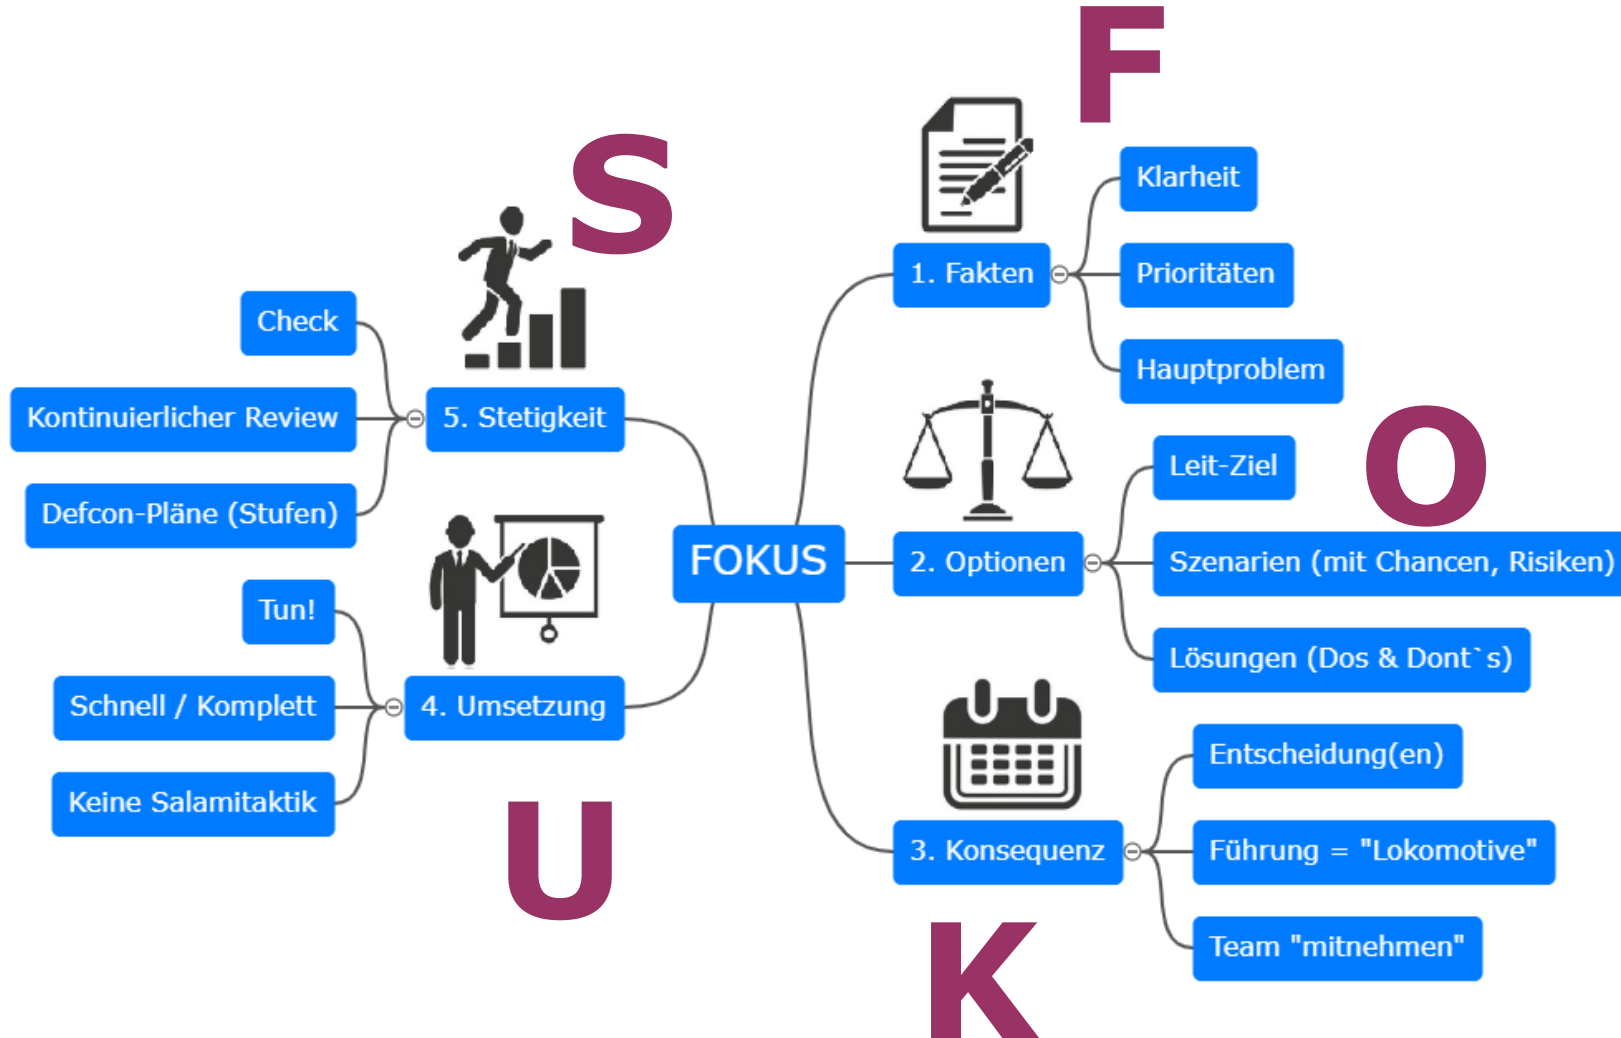 FOKUS
F
1. Fakten
Klarheit
Prioritäten
Hauptproblem
O
2. Optionen
Leit-Ziel
Szenarien (mit Chancen, Risiken)
Lösungen (Dos & Dont`s)
K
3. Konsequenz
Entscheidung(en)
Führung = "Lokomotive"
Team "mitnehmen"
U
4. Umsetzung
Tun!
Schnell / Komplett
Keine Salamitaktik
S
5. Stetigkeit
Check
Kontinuierlicher Review
Defcon-Pläne (Stufen)